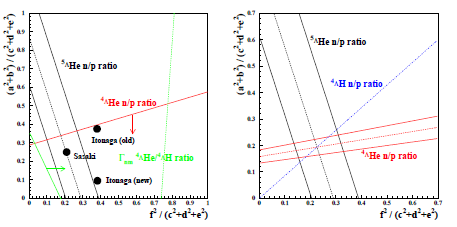 (a²+b²) / (c²+d²+e²)
1
0.9
0.8
0.7
0.6
0.5
0.4
0.3
0.2
0.1
0
⁵ΛHe n/p ratio
⁴ΛHe n/p ratio
Itonaga (old)
Sasaki
Γnm ⁴ΛHe/⁴ΛH ratio
Itonaga (new)
0 0.1 0.2 0.3 0.4 0.5 0.6 0.7 0.8 0.9 1
f² / (c²+d²+e²)
(a²+b²) / (c²+d²+e²)
0.7
0.6
0.5
0.4
0.3
0.2
0.1
0
⁵ΛHe n/p ratio
⁴ΛH n/p ratio
⁴ΛHe n/p ratio
0 0.1 0.2 0.3 0.4 0.5 0.6 0.7
f² / (c²+d²+e²)